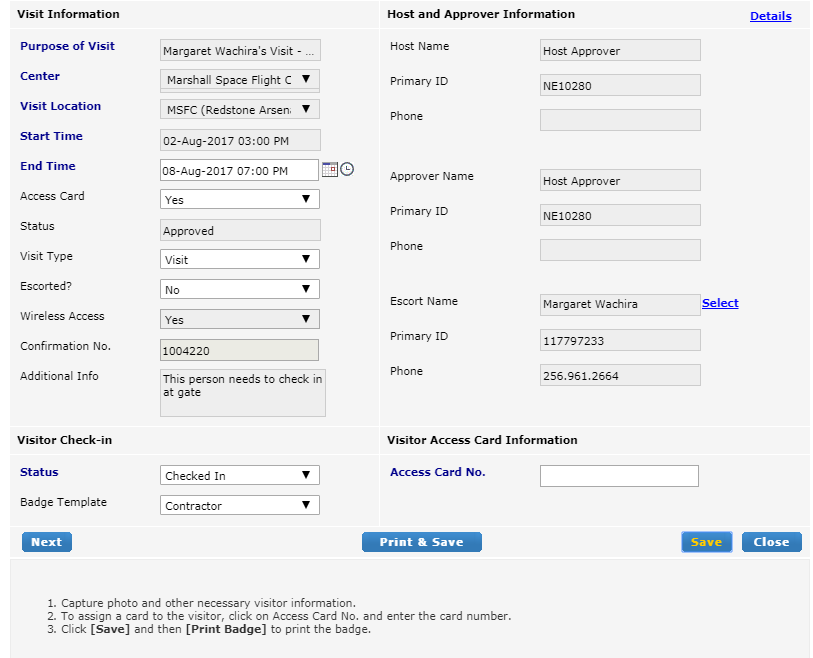 Visit Information
Purpose of Visit Margaret Wachira's Visit - ...
Center Marshall Space Flight C
Visit Location MSFC (Redstone Arsen
Start Time 02-Aug-2017 03:00 PM
End Time 08-Aug-2017 07:00 PM
Access Card Yes
Status Approved
Visit Type Visit
Escorted? No
Wireless Access Yes
Confirmation No. 1004220
Additional Info This person needs to check in
at gate
Host and Approver Information Details
Host Name Host Approver
Primary ID NE10280
Phone
Approver Name Host Approver
Primary ID NE10280
Phone
Escort Name Margaret Wachira Select
Primary ID 117797233
Phone 256.961.2664
Visitor Check-in
Status Checked In
Badge Template Contractor
Visitor Access Card Information
Access Card No.
Next Print & Save Save Close
1. Capture photo and other necessary visitor information.
2. To assign a card to the visitor, click on Access Card No. and enter the card number.
3. Click [Save] and then [Print Badge] to print the badge.